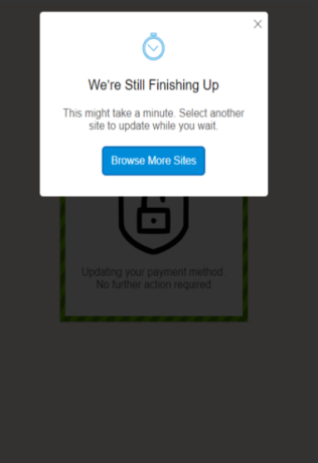 We're Still Finishing Up
This might take a minute. Select another
site to update while you wait.
Browse More Sites
Updating your payment method
No further action required